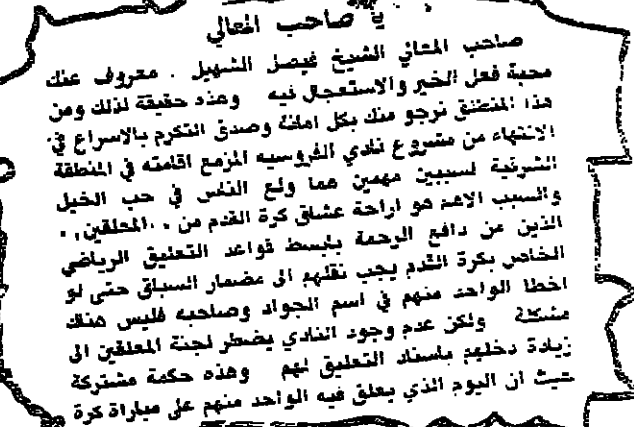 يا صاحب المعالي
صاحب المعالي الشيخ فيصل الشهيل . معروف عنك
محبة فعل الخير والاستعجال فيه وهذه حقيقة لذلك ومن
هذا المنطلق نرجو منك بكل امانة وصدق التكرم بالاسراع في
الانتهاء من مشروع نادي الفروسيه المزمع اقامته في المنطقة
الشرقية لسببين مهمين هما ولع الناس في حب الخيل
والسبب الاهم هو اراحة عشاق كرة القدم من « المعلقين » .
الذين عن دافع الرحمة بابسط قواعد التعليق الرياضي
الخاص بكرة القدم يجب نقلهم الى مضمار السباق حتى لو
اخطا الواحد منهم في اسم الجواد وصاحبه فليس هناك
مشكلة ولكن عدم وجود النادي يضطر لجنة المعلقين الى
زيادة دخلهم باسناد التعليق لهم وهذه حكمة مشتركة
حيث ان اليوم الذي يعلق فيه الواحد منهم على مباراة كرة